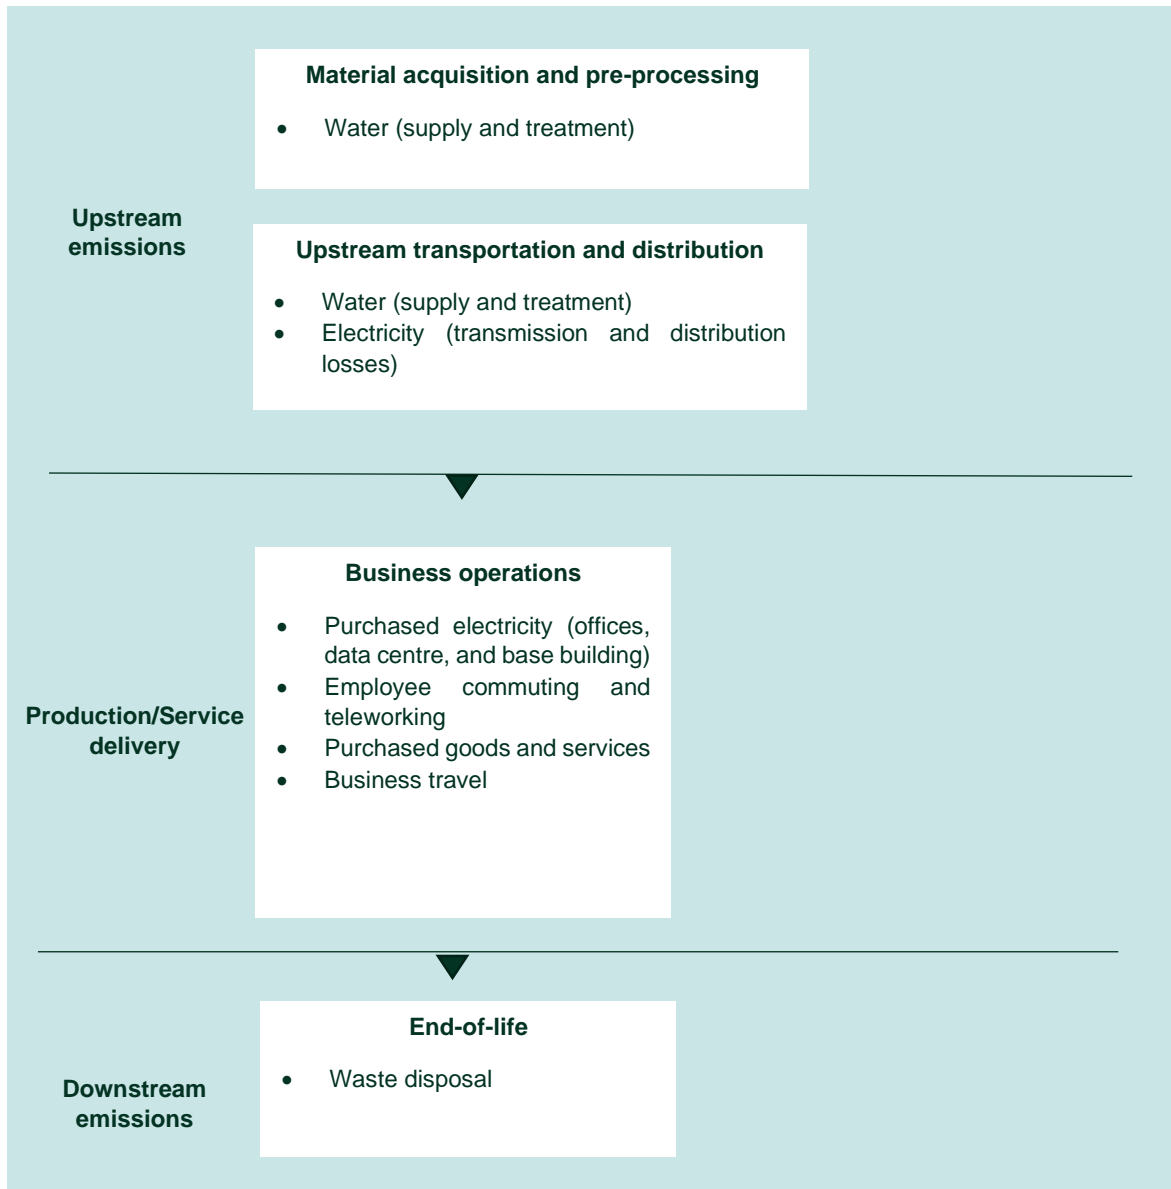 Material acquisition and pre-processing
• Water (supply and treatment)
Upstream
emissions
Upstream transportation and distribution
• Water (supply and treatment)
• Electricity (transmission and distribution
losses)
Business operations
• Purchased electricity (offices,
data centre, and base building)
• Employee commuting and
teleworking
• Purchased goods and services
• Business travel
Production/Service
delivery
End-of-life
• Waste disposal
Downstream
emissions